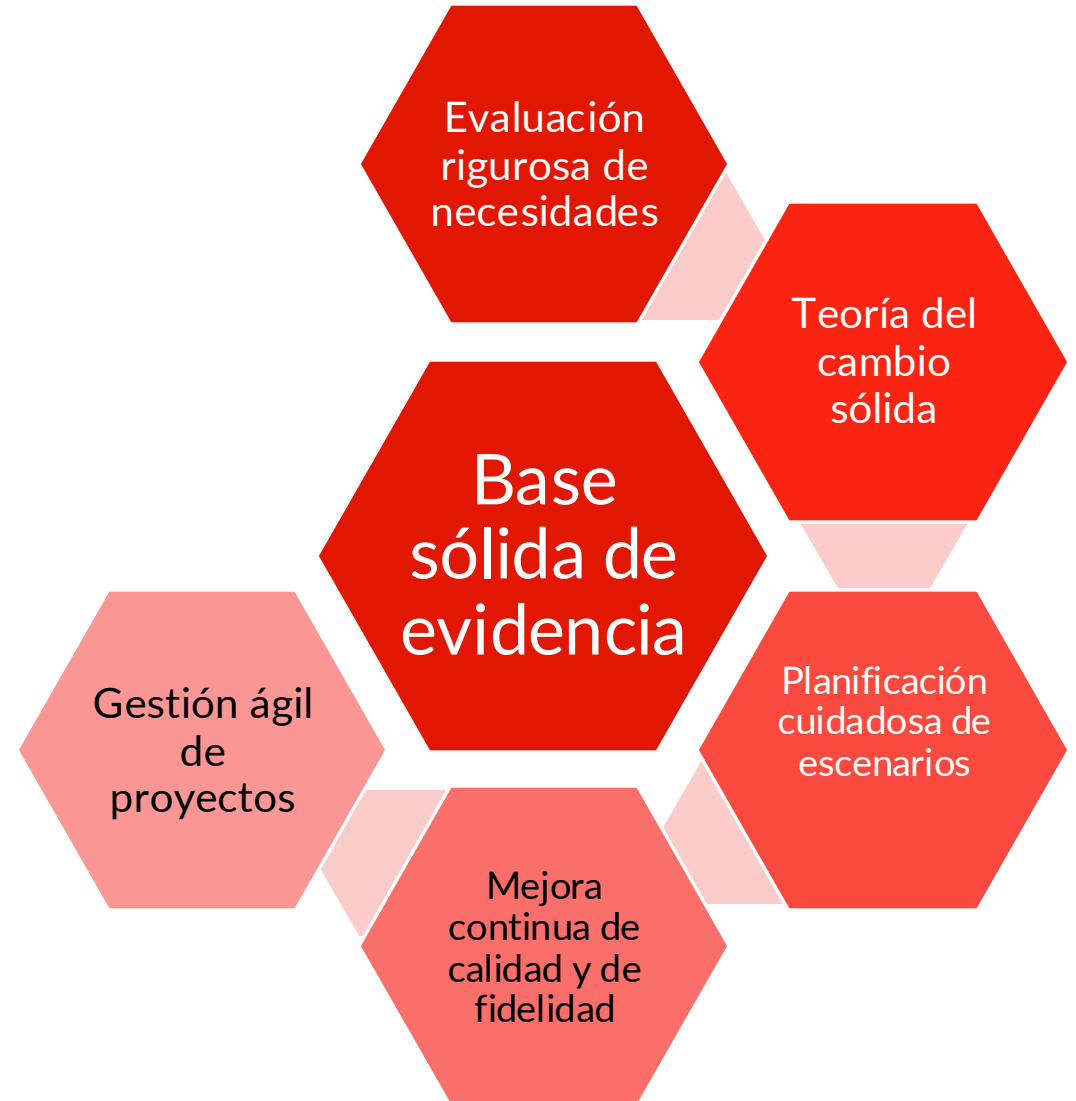 Evaluación
rigurosa de
necesidades
Teoría del
cambio
sólida
Base
sólida de
evidencia
Planificación
cuidadosa de
escenarios
Gestión ágil
de
proyectos
Mejora
continua de
calidad y de
fidelidad